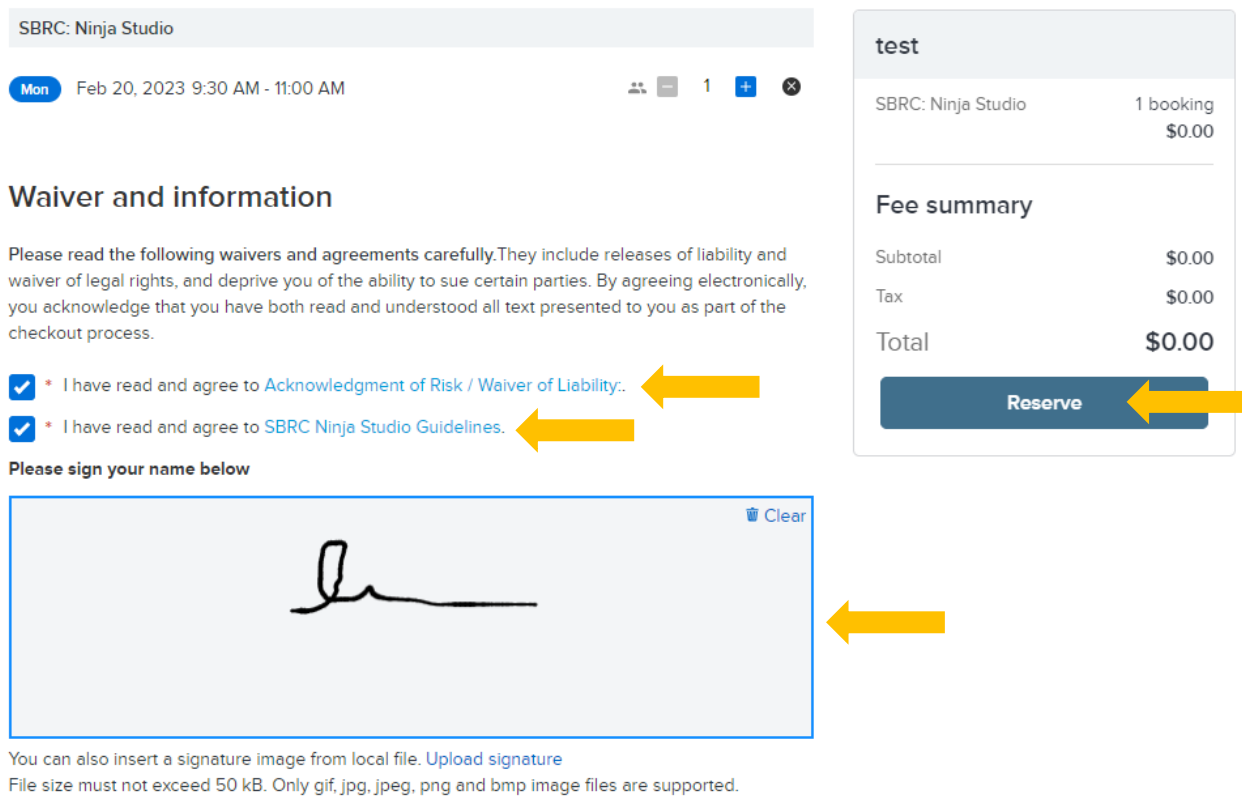 SBRC: Ninja Studio
Mon Feb 20, 2023 9:30 AM - 11:00 AM 1
Waiver and information
Please read the following waivers and agreements carefully.They include releases of liability and
waiver of legal rights, and deprive you of the ability to sue certain parties. By agreeing electronically,
you acknowledge that you have both read and understood all text presented to you as part of the
checkout process.
* I have read and agree to Acknowledgment of Risk / Waiver of Liability:.
* I have read and agree to SBRC Ninja Studio Guidelines.
Please sign your name below
Clear
You can also insert a signature image from local file. Upload signature
File size must not exceed 50 kB. Only gif, jpg, jpeg, png and bmp image files are supported.
test
SBRC: Ninja Studio 1 booking
$0.00
Fee summary
Subtotal $0.00
Tax $0.00
Total $0.00
Reserve